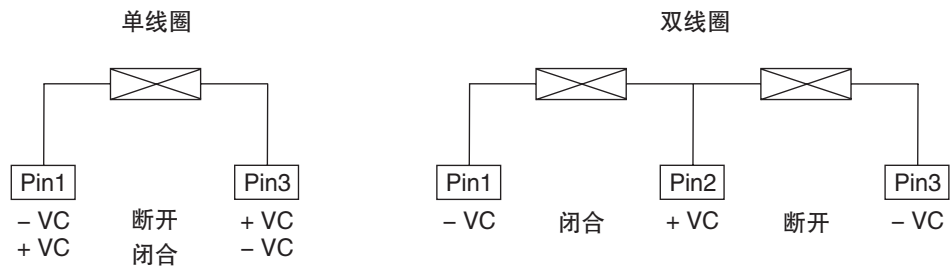 单线圈
双线圈
Pin1 Pin3 Pin1 Pin2 Pin3
– VC 断开 + VC – VC 闭合 + VC 断开 – VC
+ VC 闭合 – VC